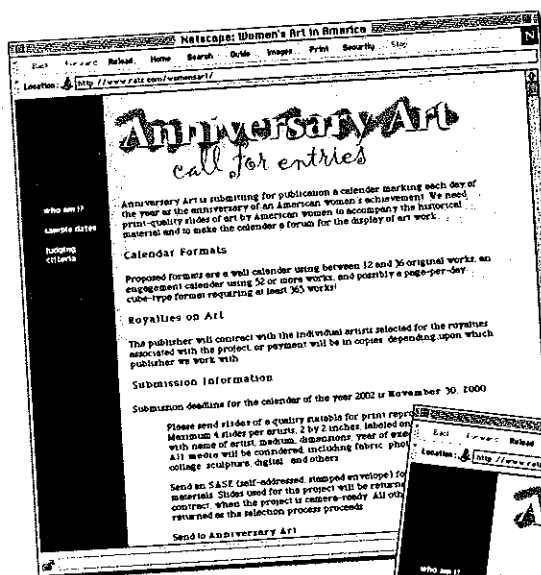 Netscape: Women's Art in America
Back Forward Reload Home Search Guide Images Print Security Stop
N
Location: http://www.ratz.com/womensart/
Anniversary Art
call for entries
who am i?
sample dates
judging
criteria
Anniversary Art is submitting for publication a calender marking each day of
the year as the anniversary of an American woman's achievement. We need
print-quality slides of art by American women to accompany the historical
material and to make the calender a forum for the display of art work.
Calendar Formats
Proposed formats are a wall calender using between 12 and 36 original works, an
engagement calender using 52 or more works, and possibly a page-per-day
cube-type format requiring at least 365 works!
Royalties on Art
The publisher will contract with the individual artists selected for the royalties
associated with the project, or payment will be in copies, depending upon which
publisher we work with
Submission Information
Submission deadline for the calendar of the year 2002 is November 30, 2000
Please send slides of a quality suitable for print repro
Maximum 4 slides per artists, 2 by 2 inches, labeled on
with name of artist, medium, dimensions, year of exe
All media will be considered, including fabric, phot
collage, sculpture, digital, and others
Send an SASE (self-addressed, stamped envelope) fo
materials. Slides used for the project will be returne
contract, when the project is camera-ready. All oth
returned as the selection process proceeds
Send to Anniversary Art
Back Forward Reload
Location: http://www.rat
A
who am i?